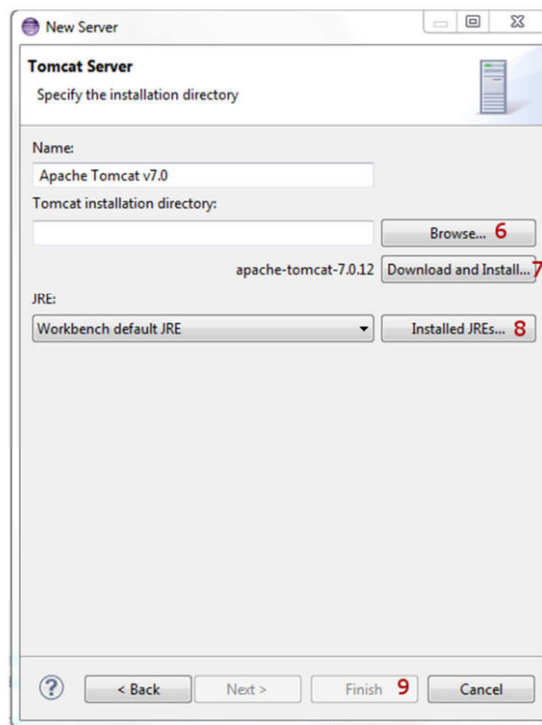 New Server
Tomcat Server
Specify the installation directory
Name:
Apache Tomcat v7.0
Tomcat installation directory:
Browse... 6
apache-tomcat-7.0.12 Download and Install... 7
JRE:
Workbench default JRE Installed JREs... 8
? < Back Next > Finish 9 Cancel